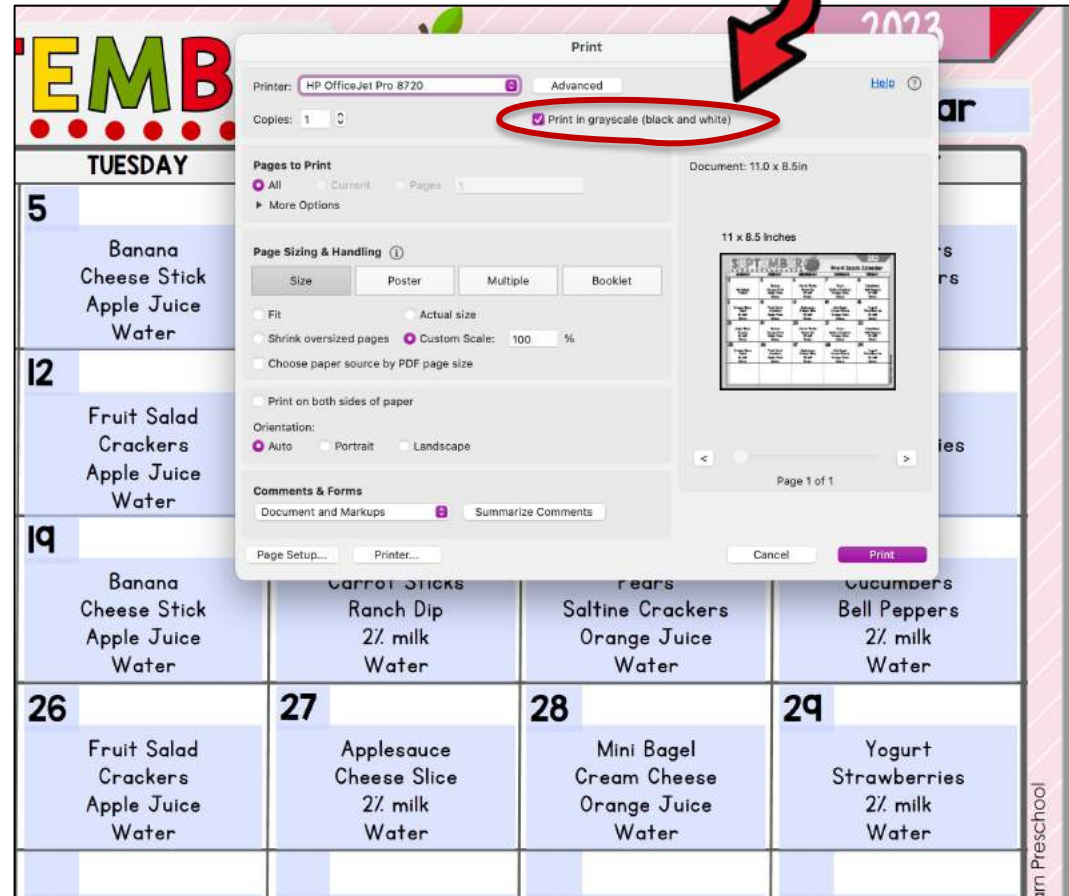 EMB
2023
ar
TUESDAY
Print
Printer: HP OfficeJet Pro 8720 Advanced Help ?
Copies: 1 Print in grayscale (black and white)
Pages to Print
All Current Pages 1
More Options
Document: 11.0 x 8.5in
11 x 8.5 Inches
Page Sizing & Handling i
Size Poster Multiple Booklet
Fit Actual size
Shrink oversized pages Custom Scale: 100 %
Choose paper source by PDF page size
Print on both sides of paper
Orientation:
Auto Portrait Landscape
< >
Page 1 of 1
Comments & Forms
Document and Markups Summarize Comments
Page Setup... Printer... Cancel Print
5
Banana
Cheese Stick
Apple Juice
Water
12
Fruit Salad
Crackers
Apple Juice
Water
19
Banana
Cheese Stick
Apple Juice
Water
Carrot Sticks
Ranch Dip
2% milk
Water
Pears
Saltine Crackers
Orange Juice
Water
Cucumbers
Bell Peppers
2% milk
Water
26
Fruit Salad
Crackers
Apple Juice
Water
27
Applesauce
Cheese Slice
2% milk
Water
28
Mini Bagel
Cream Cheese
Orange Juice
Water
29
Yogurt
Strawberries
2% milk
Water
arn Preschool